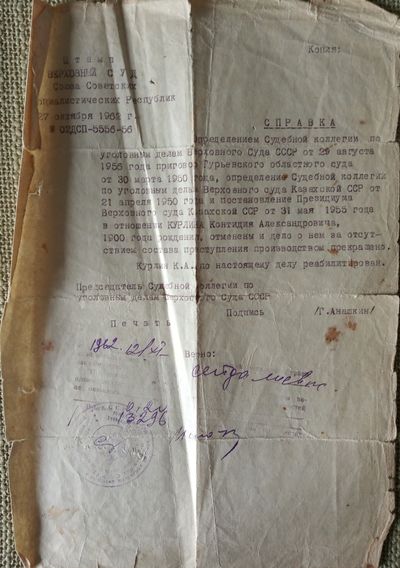 Копия:
Штамп
ВЕРХОВНЫЙ СУД
Союза Советских
Социалистических Республик
27 октября 1962 г.
№ 02ДСП-5556-56
СПРАВКА
Определением Судебной коллегии по
уголовным делам Верховного Суда СССР от 29 августа
1956 года приговор Гурьевского областного суда
от 30 марта 1950 года, определение Судебной коллегии
по уголовным делам Верховного суда Казахской ССР от
21 апреля 1950 и постановление Президиума
Верховного суда Казахской ССР от 31 мая 1955 года
в отношении КУРЛИНА Контидия Александровича,
1900 года рождения, отменены и дело о нем за отсут-
ствием состава преступления производством прекращено.
Курлин К.А. по настоящему делу реабилитирован.
Председатель Судебной коллегии по
уголовным делам Верховного Суда СССР
Подпись /Г.Анашкин/
Печать
1962
Верно:
13296